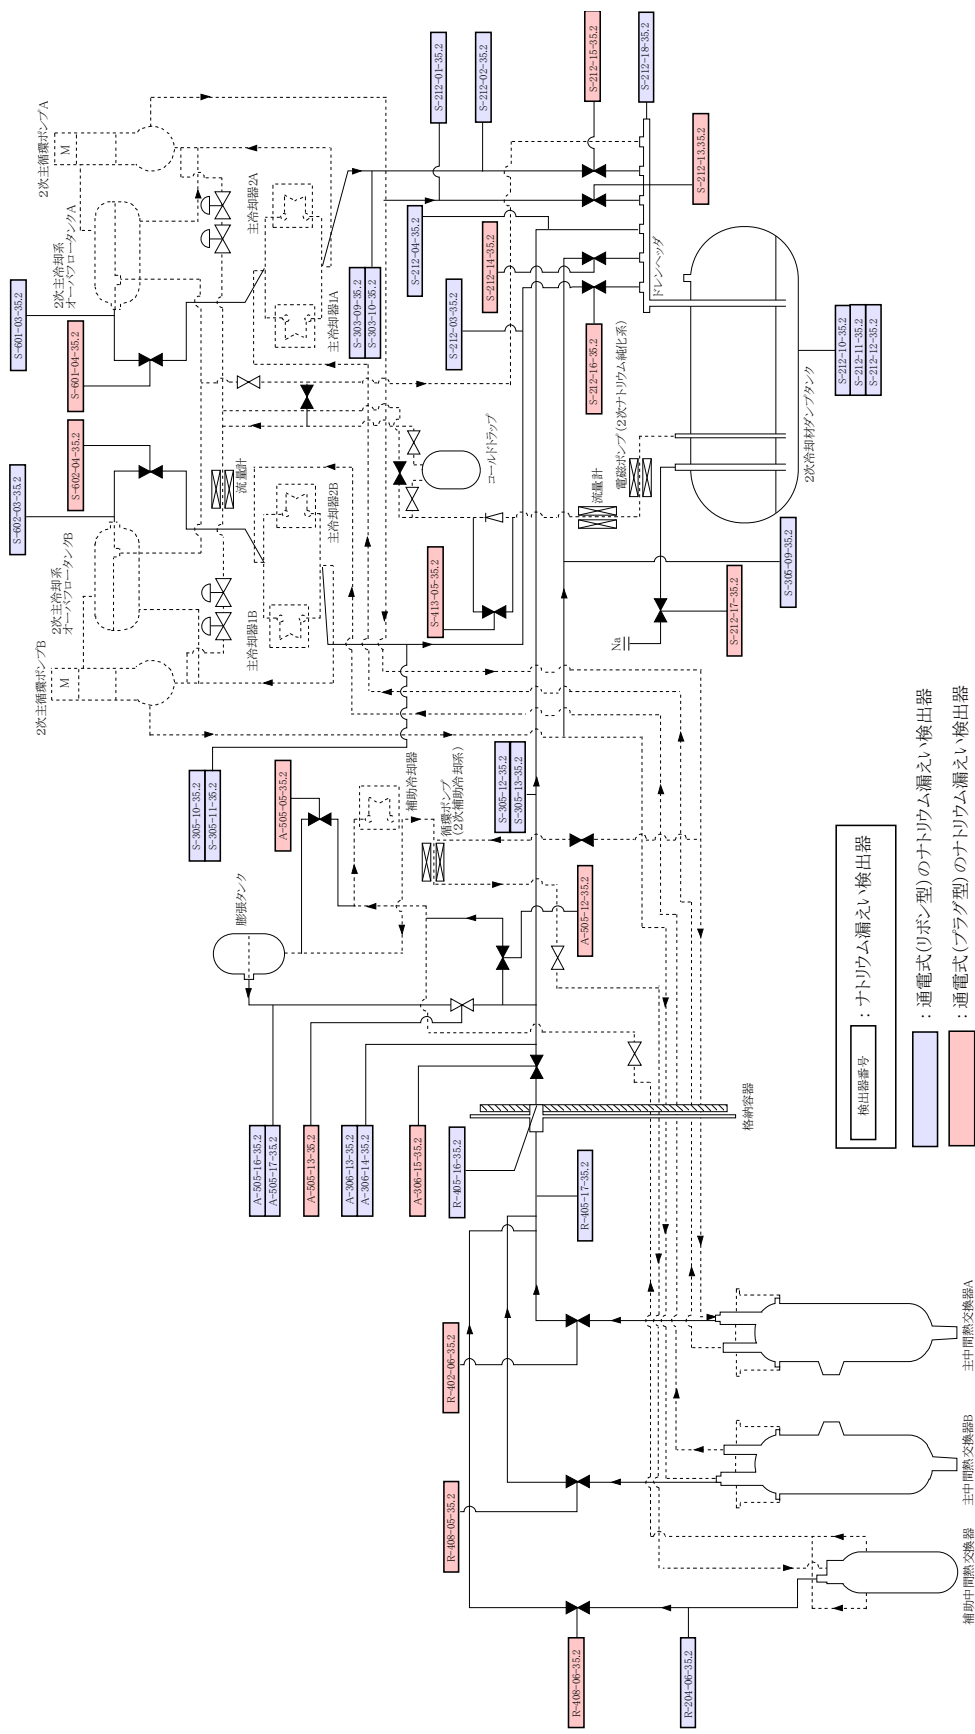 2次主循環ポンプA
M
2次主冷却系
オーバフロータンクA
主冷却器2A
主冷却器1A
S-601-03-35.2
S-601-04-35.2
S-602-04-35.2
S-602-03-35.2
2次主冷却系
オーバフロータンクB
流量計
主冷却器2B
主冷却器1B
2次主循環ポンプB
M
S-212-01-35.2
S-212-02-35.2
S-212-15-35.2
S-212-18-35.2
S-212-13.35.2
S-212-04-35.2
S-303-09-35.2
S-303-10-35.2
S-212-14-35.2
S-212-03-35.2
S-212-16-35.2
ドレンヘッダ
S-212-10-35.2
S-212-11-35.2
S-212-12-35.2
2次冷却材ダンプタンク
コールドトラップ
電磁ポンプ(2次ナトリウム純化系)
流量計
S-413-05-35.2
S-305-09-35.2
S-212-17-35.2
Na
S-305-10-35.2
S-305-11-35.2
A-505-05-35.2
補助冷却器
循環ポンプ
(2次補助冷却系)
S-305-12-35.2
S-305-13-35.2
膨張タンク
A-505-12-35.2
A-505-16-35.2
A-505-17-35.2
A-505-13-35.2
A-306-13-35.2
A-306-14-35.2
A-306-15-35.2
R-405-16-35.2
R-405-17-35.2
格納容器
R-402-06-35.2
R-408-05-35.2
R-408-06-35.2
R-204-06-35.2
主中間熱交換器A
主中間熱交換器B
補助中間熱交換器
検出器番号
:ナトリウム漏えい検出器
:通電式(リボン型)のナトリウム漏えい検出器
:通電式(プラグ型)のナトリウム漏えい検出器